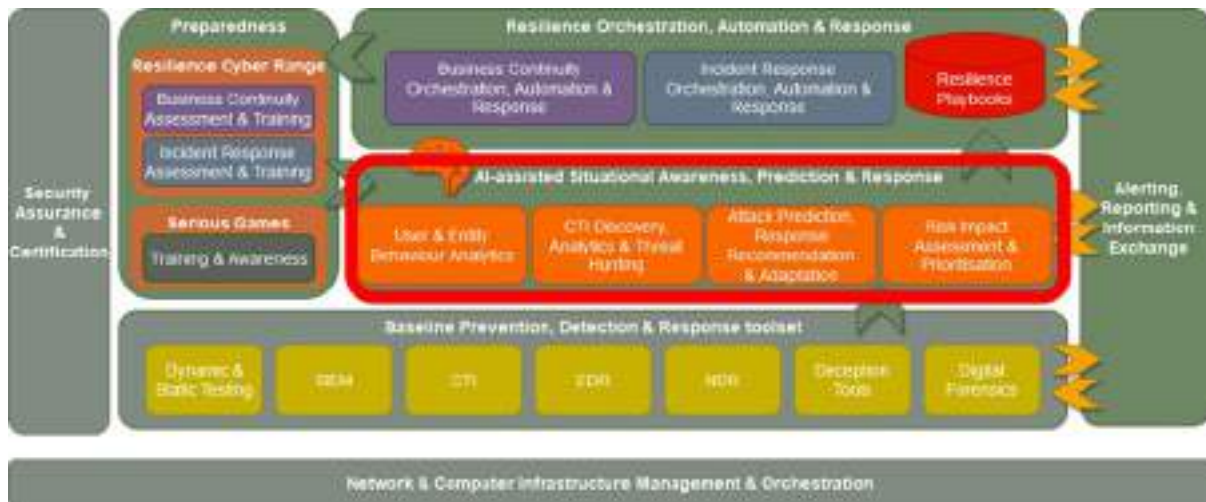 Preparedness
Resilience Cyber Range
Business Continuity
Assessment & Training
Incident Response
Assessment & Training
Serious Games
Training & Awareness
Resilience Orchestration, Automation & Response
Business Continuity
Orchestration, Automation &
Response
Incident Response
Orchestration, Automation &
Response
Resilience
Playbooks
Security
Assurance
&
Certification
AI-assisted Situational Awareness, Prediction & Response
User & Entity
Behaviour Analytics
CTI Discovery,
Analytics & Threat
Hunting
Attack Prediction,
Response
Recommendation
& Adaptation
Risk Impact
Assessment &
Prioritisation
Alerting,
Reporting &
Information
Exchange
Baseline Prevention, Detection & Response toolset
Dynamic &
Static Testing
SIEM
CTI
EDR
NDR
Deception
Tools
Digital
Forensics
Network & Computer Infrastructure Management & Orchestration